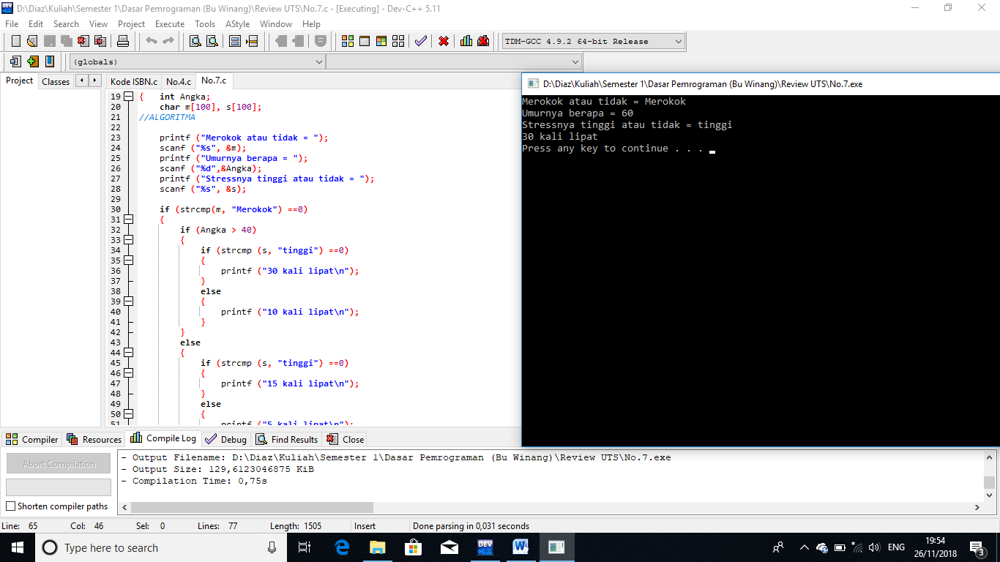 D:\Diaz\Kuliah\Semester 1\Dasar Pemrograman (Bu Winang)\Review UTS\No.7.c - [Executing] - Dev-C++ 5.11
File Edit Search View Project Execute Tools AStyle Window Help
TDM-GCC 4.9.2 64-bit Release
(globals)
Project Classes
Kode ISBN.c No.4.c No.7.c
19 { int Angka;
20 char m[100], s[100];
21 //ALGORITMA
22
23 printf ("Merokok atau tidak = ");
24 scanf ("%s", &m);
25 printf ("Umurnya berapa = ");
26 scanf ("%d",&Angka);
27 printf ("Stressnya tinggi atau tidak = ");
28 scanf ("%s", &s);
29
30 if (strcmp(m, "Merokok") ==0)
31 {
32 if (Angka > 40)
33 {
34 if (strcmp (s, "tinggi") ==0)
35 {
36 printf ("30 kali lipat\n");
37 }
38 else
39 {
40 printf ("10 kali lipat\n");
41 }
42 }
43 else
44 {
45 if (strcmp (s, "tinggi") ==0)
46 {
47 printf ("15 kali lipat\n");
48 }
49 else
50 {
51 printf ("5 kali lipat\n");
D:\Diaz\Kuliah\Semester 1\Dasar Pemrograman (Bu Winang)\Review UTS\No.7.exe
Merokok atau tidak = Merokok
Umurnya berapa = 60
Stressnya tinggi atau tidak = tinggi
30 kali lipat
Press any key to continue . . .
Compiler Resources Compile Log Debug Find Results Close
Abort Compilation
Shorten compiler paths
- Output Filename: D:\Diaz\Kuliah\Semester 1\Dasar Pemrograman (Bu Winang)\Review UTS\No.7.exe
- Output Size: 129,6123046875 KiB
- Compilation Time: 0,75s
Line: 65 Col: 46 Sel: 0 Lines: 77 Length: 1505 Insert Done parsing in 0,031 seconds
Type here to search
DEV
ENG
19:54
26/11/2018
3